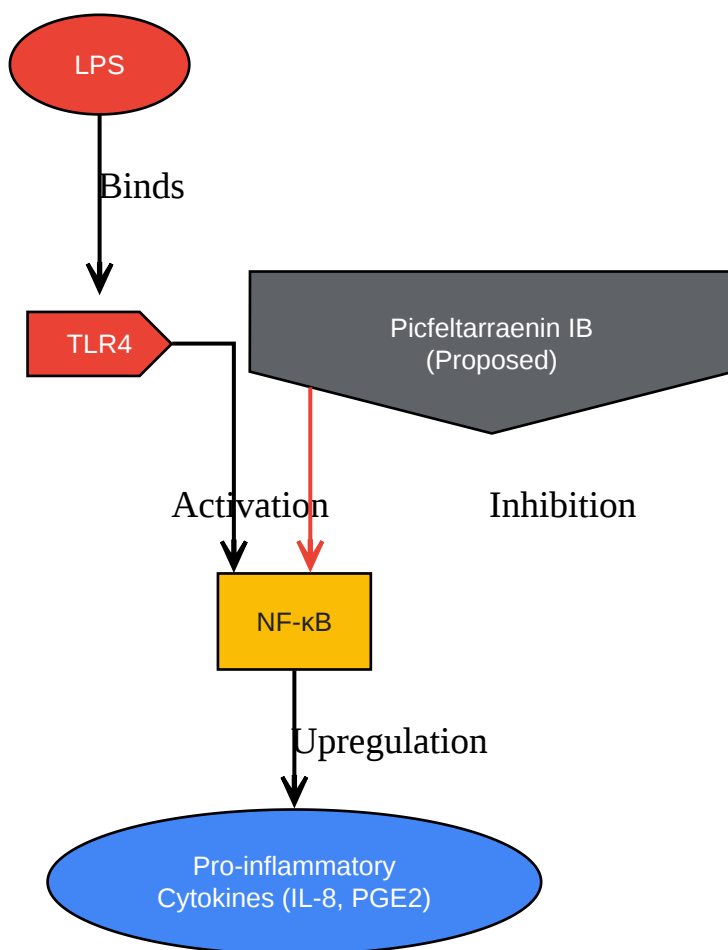 LPS
Binds
TLR4
Picfeltarraenin IB
(Proposed)
Activation
Inhibition
NF-κB
Upregulation
Pro-inflammatory
Cytokines (IL-8, PGE2)